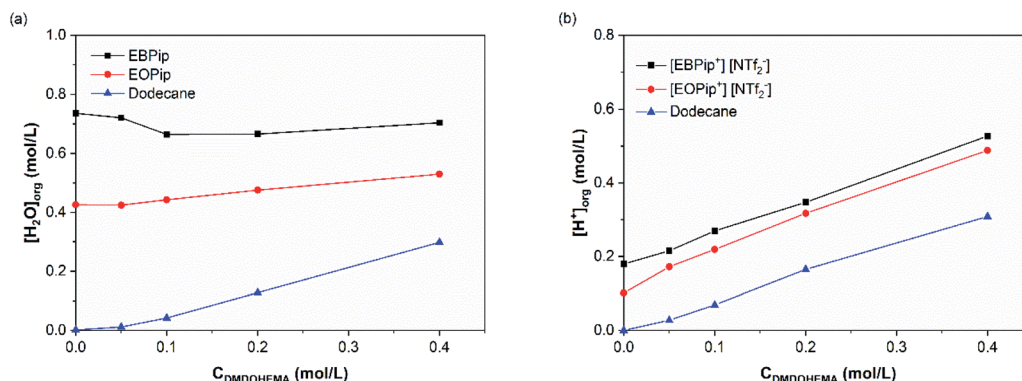 (a)
1.0
0.8
0.6
0.4
0.2
0.0
[H₂O]org (mol/L)
EBPip
EOPip
Dodecane
0.0 0.1 0.2 0.3 0.4
CDMDOHEMA (mol/L)
(b)
0.8
0.6
0.4
0.2
0.0
[H⁺]org (mol/L)
[EBPip⁺] [NTf₂⁻]
[EOPip⁺] [NTf₂⁻]
Dodecane
0.0 0.1 0.2 0.3 0.4
CDMDOHEMA (mol/L)